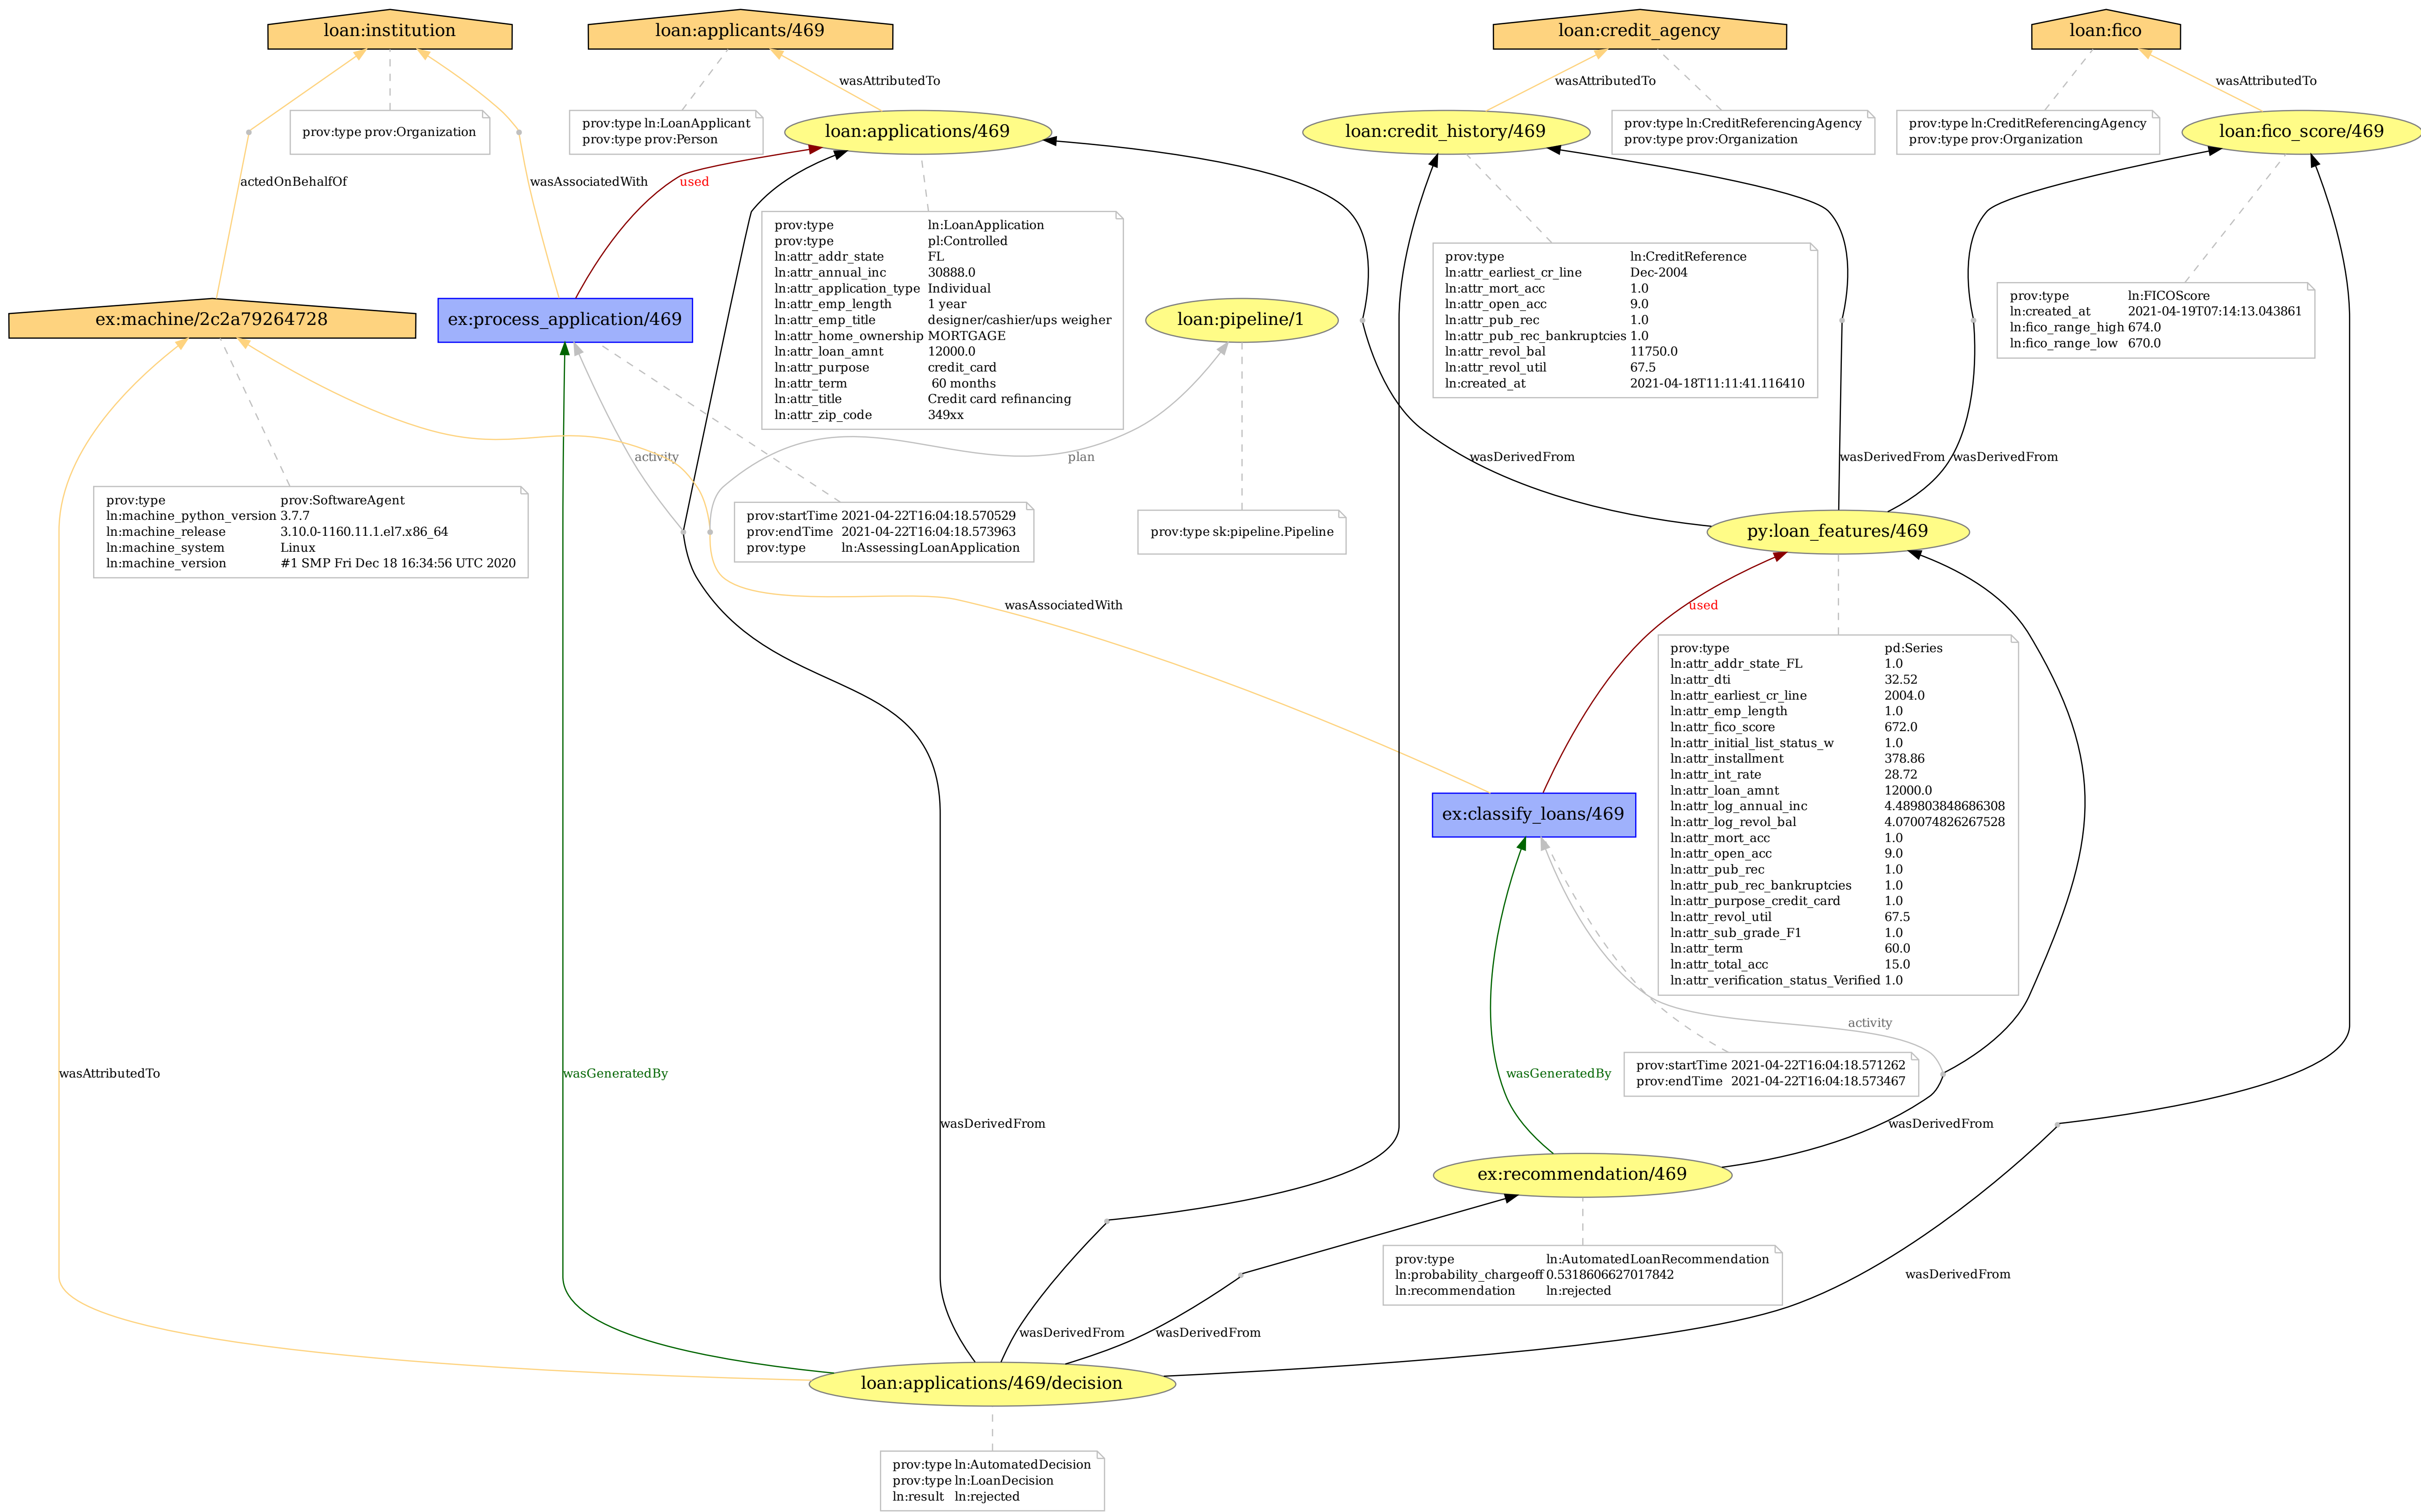 loan:institution
loan:applicants/469
loan:credit_agency
loan:fico
wasAttributedTo
wasAttributedTo
wasAttributedTo
prov:type prov:Organization
prov:type ln:LoanApplicant
prov:type prov:Person
loan:applications/469
loan:credit_history/469
prov:type ln:CreditReferencingAgency
prov:type prov:Organization
prov:type ln:CreditReferencingAgency
prov:type prov:Organization
loan:fico_score/469
actedOnBehalfOf
wasAssociatedWith
used
prov:type ln:LoanApplication
prov:type pl:Controlled
ln:attr_addr_state FL
ln:attr_annual_inc 30888.0
ln:attr_application_type Individual
ln:attr_emp_length 1 year
ln:attr_emp_title designer/cashier/ups weigher
ln:attr_home_ownership MORTGAGE
ln:attr_loan_amnt 12000.0
ln:attr_purpose credit_card
ln:attr_term 60 months
ln:attr_title Credit card refinancing
ln:attr_zip_code 349xx
prov:type ln:CreditReference
ln:attr_earliest_cr_line Dec-2004
ln:attr_mort_acc 1.0
ln:attr_open_acc 9.0
ln:attr_pub_rec 1.0
ln:attr_pub_rec_bankruptcies 1.0
ln:attr_revol_bal 11750.0
ln:attr_revol_util 67.5
ln:created_at 2021-04-18T11:11:41.116410
prov:type ln:FICOScore
ln:created_at 2021-04-19T07:14:13.043861
ln:fico_range_high 674.0
ln:fico_range_low 670.0
ex:machine/2c2a79264728
ex:process_application/469
loan:pipeline/1
activity
plan
wasDerivedFrom
wasDerivedFrom
wasDerivedFrom
prov:type prov:SoftwareAgent
ln:machine_python_version 3.7.7
ln:machine_release 3.10.0-1160.11.1.el7.x86_64
ln:machine_system Linux
ln:machine_version #1 SMP Fri Dec 18 16:34:56 UTC 2020
prov:startTime 2021-04-22T16:04:18.570529
prov:endTime 2021-04-22T16:04:18.573963
prov:type ln:AssessingLoanApplication
prov:type sk:pipeline.Pipeline
py:loan_features/469
wasAssociatedWith
used
prov:type pd:Series
ln:attr_addr_state_FL 1.0
ln:attr_dti 32.52
ln:attr_earliest_cr_line 2004.0
ln:attr_emp_length 1.0
ln:attr_fico_score 672.0
ln:attr_initial_list_status_w 1.0
ln:attr_installment 378.86
ln:attr_int_rate 28.72
ln:attr_loan_amnt 12000.0
ln:attr_log_annual_inc 4.489803848686308
ln:attr_log_revol_bal 4.070074826267528
ln:attr_mort_acc 1.0
ln:attr_open_acc 9.0
ln:attr_pub_rec 1.0
ln:attr_pub_rec_bankruptcies 1.0
ln:attr_purpose_credit_card 1.0
ln:attr_revol_util 67.5
ln:attr_sub_grade_F1 1.0
ln:attr_term 60.0
ln:attr_total_acc 15.0
ln:attr_verification_status_Verified 1.0
ex:classify_loans/469
activity
wasAttributedTo
wasGeneratedBy
wasGeneratedBy
prov:startTime 2021-04-22T16:04:18.571262
prov:endTime 2021-04-22T16:04:18.573467
wasDerivedFrom
wasDerivedFrom
ex:recommendation/469
prov:type ln:AutomatedLoanRecommendation
ln:probability_chargeoff 0.5318606627017842
ln:recommendation ln:rejected
wasDerivedFrom
wasDerivedFrom
wasDerivedFrom
loan:applications/469/decision
prov:type ln:AutomatedDecision
prov:type ln:LoanDecision
ln:result ln:rejected